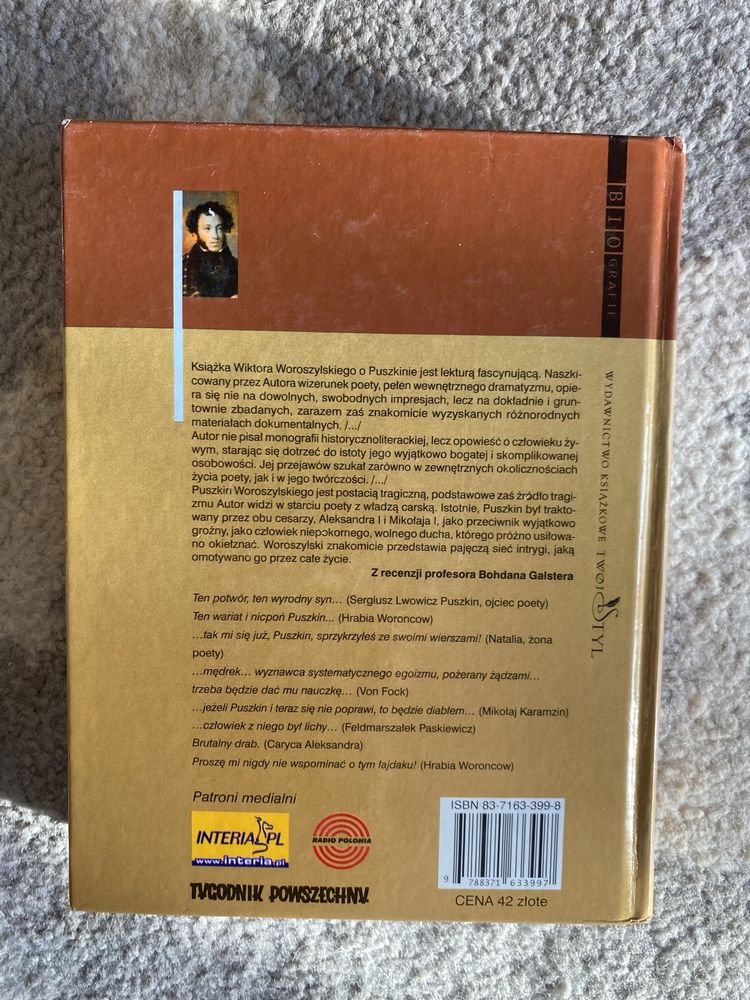 BIOGRAFIE
WYDAWNICTWO KSIĄŻKOWE TWÓJ STYL
Książka Wiktora Woroszylskiego o Puszkinie jest lekturą fascynującą. Naszki-
cowany przez Autora wizerunek poety, pełen wewnętrznego dramatyzmu, opie-
ra się nie na dowolnych, swobodnych impresjach, lecz na dokładnie i grun-
townie zbadanych, zarazem zaś znakomicie wyzyskanych różnorodnych
materiałach dokumentalnych. /.../
Autor nie pisał monografii historycznoliterackiej, lecz opowieść o człowieku ży-
wym, starając się dotrzeć do istoty jego wyjątkowo bogatej i skomplikowanej
osobowości. Jej przejawów szukał zarówno w zewnętrznych okolicznościach
życia poety, jak i w jego twórczości. /.../
Puszkin Woroszylskiego jest postacią tragiczną, podstawowe zaś źródło tragi-
zmu Autor widzi w starciu poety z władzą carską. Istotnie, Puszkin był trakto-
wany przez obu cesarzy, Aleksandra I i Mikołaja I, jako przeciwnik wyjątkowo
groźny, jako człowiek niepokornego, wolnego ducha, którego próżno usiłowa-
no okiełznać. Woroszylski znakomicie przedstawia pajęczą sieć intrygi, jaką
omotywano go przez całe życie.
Z recenzji profesora Bohdana Galstera
Ten potwór, ten wyrodny syn... (Sergiusz Lwowicz Puszkin, ojciec poety)
Ten wariat i nicpoń Puszkin... (Hrabia Woroncow)
...tak mi się już, Puszkin, sprzykrzyłeś ze swoimi wierszami! (Natalia, żona
poety)
...mędrek... wyznawca systematycznego egoizmu, pożerany żądzami...
trzeba będzie dać mu nauczkę... (Von Fock)
...jeżeli Puszkin i teraz się nie poprawi, to będzie diabłem... (Mikołaj Karamzin)
...człowiek z niego był lichy... (Feldmarszałek Paskiewicz)
Brutalny drab. (Caryca Aleksandra)
Proszę mi nigdy nie wspominać o tym łajdaku! (Hrabia Woroncow)
Patroni medialni
INTERIA.PL
www.interia.pl
RADIO POLONIA
TYGODNIK POWSZECHNY
ISBN 83-7163-399-8
9 788371 633997
CENA 42 złote